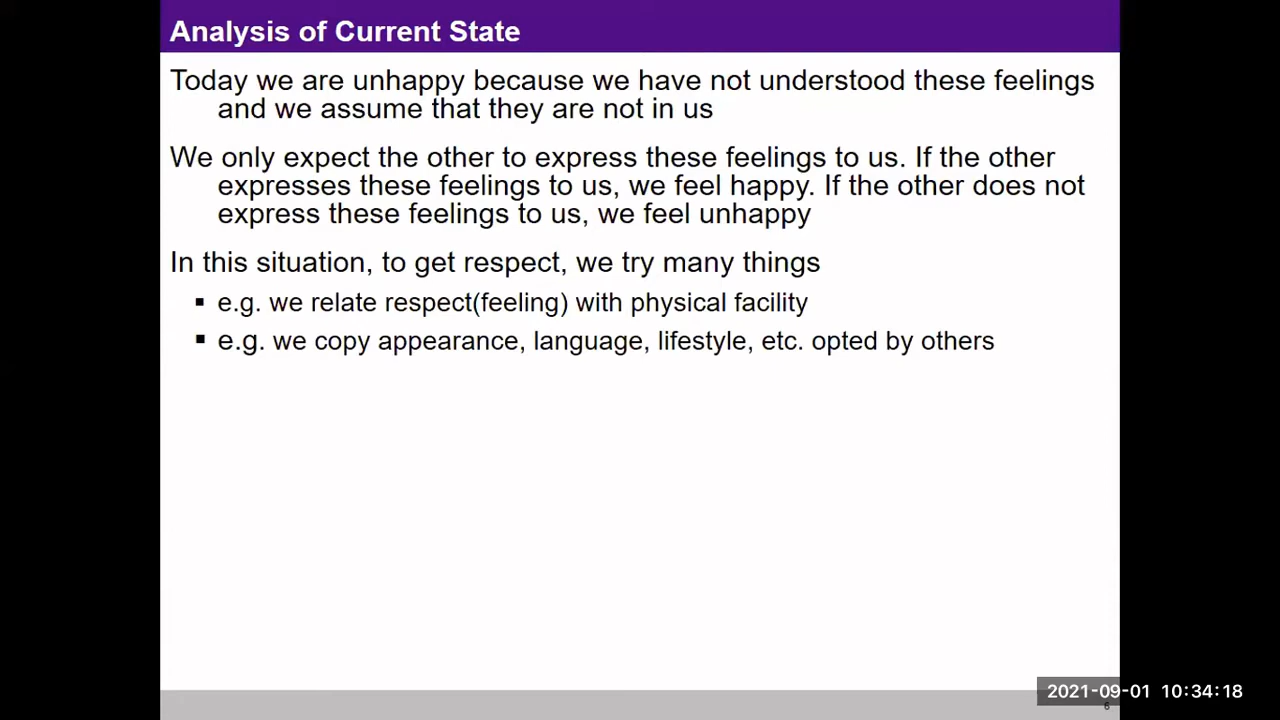 Analysis of Current State
Today we are unhappy because we have not understood these feelings
and we assume that they are not in us
We only expect the other to express these feelings to us. If the other
expresses these feelings to us, we feel happy. If the other does not
express these feelings to us, we feel unhappy
In this situation, to get respect, we try many things
▪ e.g. we relate respect(feeling) with physical facility
▪ e.g. we copy appearance, language, lifestyle, etc. opted by others
2021-09-01 10:34:18
6